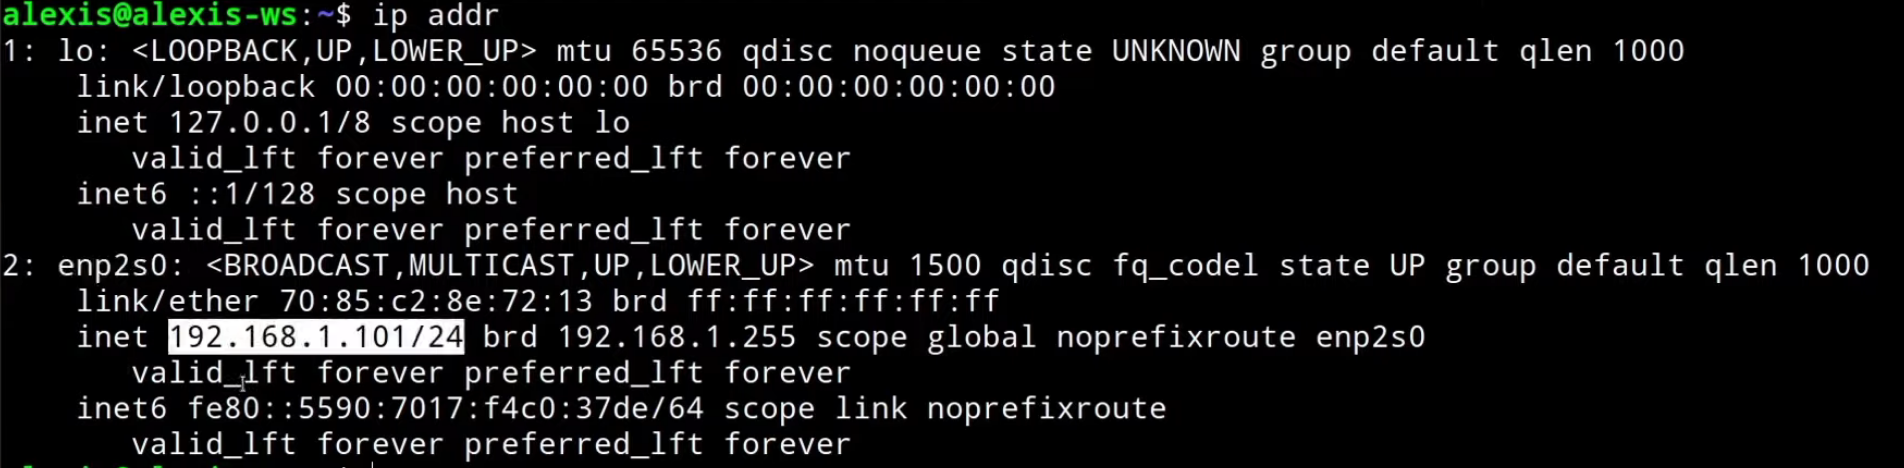 alexis@alexis-ws:~$ ip addr
1: lo: <LOOPBACK,UP,LOWER_UP> mtu 65536 qdisc noqueue state UNKNOWN group default qlen 1000
    link/loopback 00:00:00:00:00:00 brd 00:00:00:00:00:00
    inet 127.0.0.1/8 scope host lo
       valid_lft forever preferred_lft forever
    inet6 ::1/128 scope host
       valid_lft forever preferred_lft forever
2: enp2s0: <BROADCAST,MULTICAST,UP,LOWER_UP> mtu 1500 qdisc fq_codel state UP group default qlen 1000
    link/ether 70:85:c2:8e:72:13 brd ff:ff:ff:ff:ff:ff
    inet 192.168.1.101/24 brd 192.168.1.255 scope global noprefixroute enp2s0
       valid_lft forever preferred_lft forever
    inet6 fe80::5590:7017:f4c0:37de/64 scope link noprefixroute
       valid_lft forever preferred_lft forever